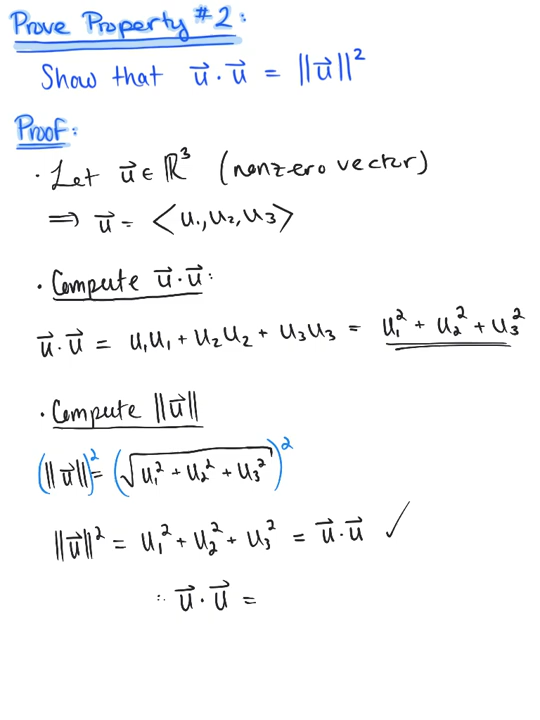 Prove Property #2:
Show that u⃗ · u⃗ = ||u⃗||²
Proof:
· Let u⃗ ∈ ℝ³ (nonzero vector)
⟹ u⃗ = <u₁, u₂, u₃>
· Compute u⃗ · u⃗:
u⃗ · u⃗ = u₁u₁ + u₂u₂ + u₃u₃ = u₁² + u₂² + u₃²
· Compute ||u⃗||
(||u⃗||)² = (√(u₁² + u₂² + u₃²))²
||u⃗||² = u₁² + u₂² + u₃² = u⃗ · u⃗ ✓
∴ u⃗ · u⃗ =